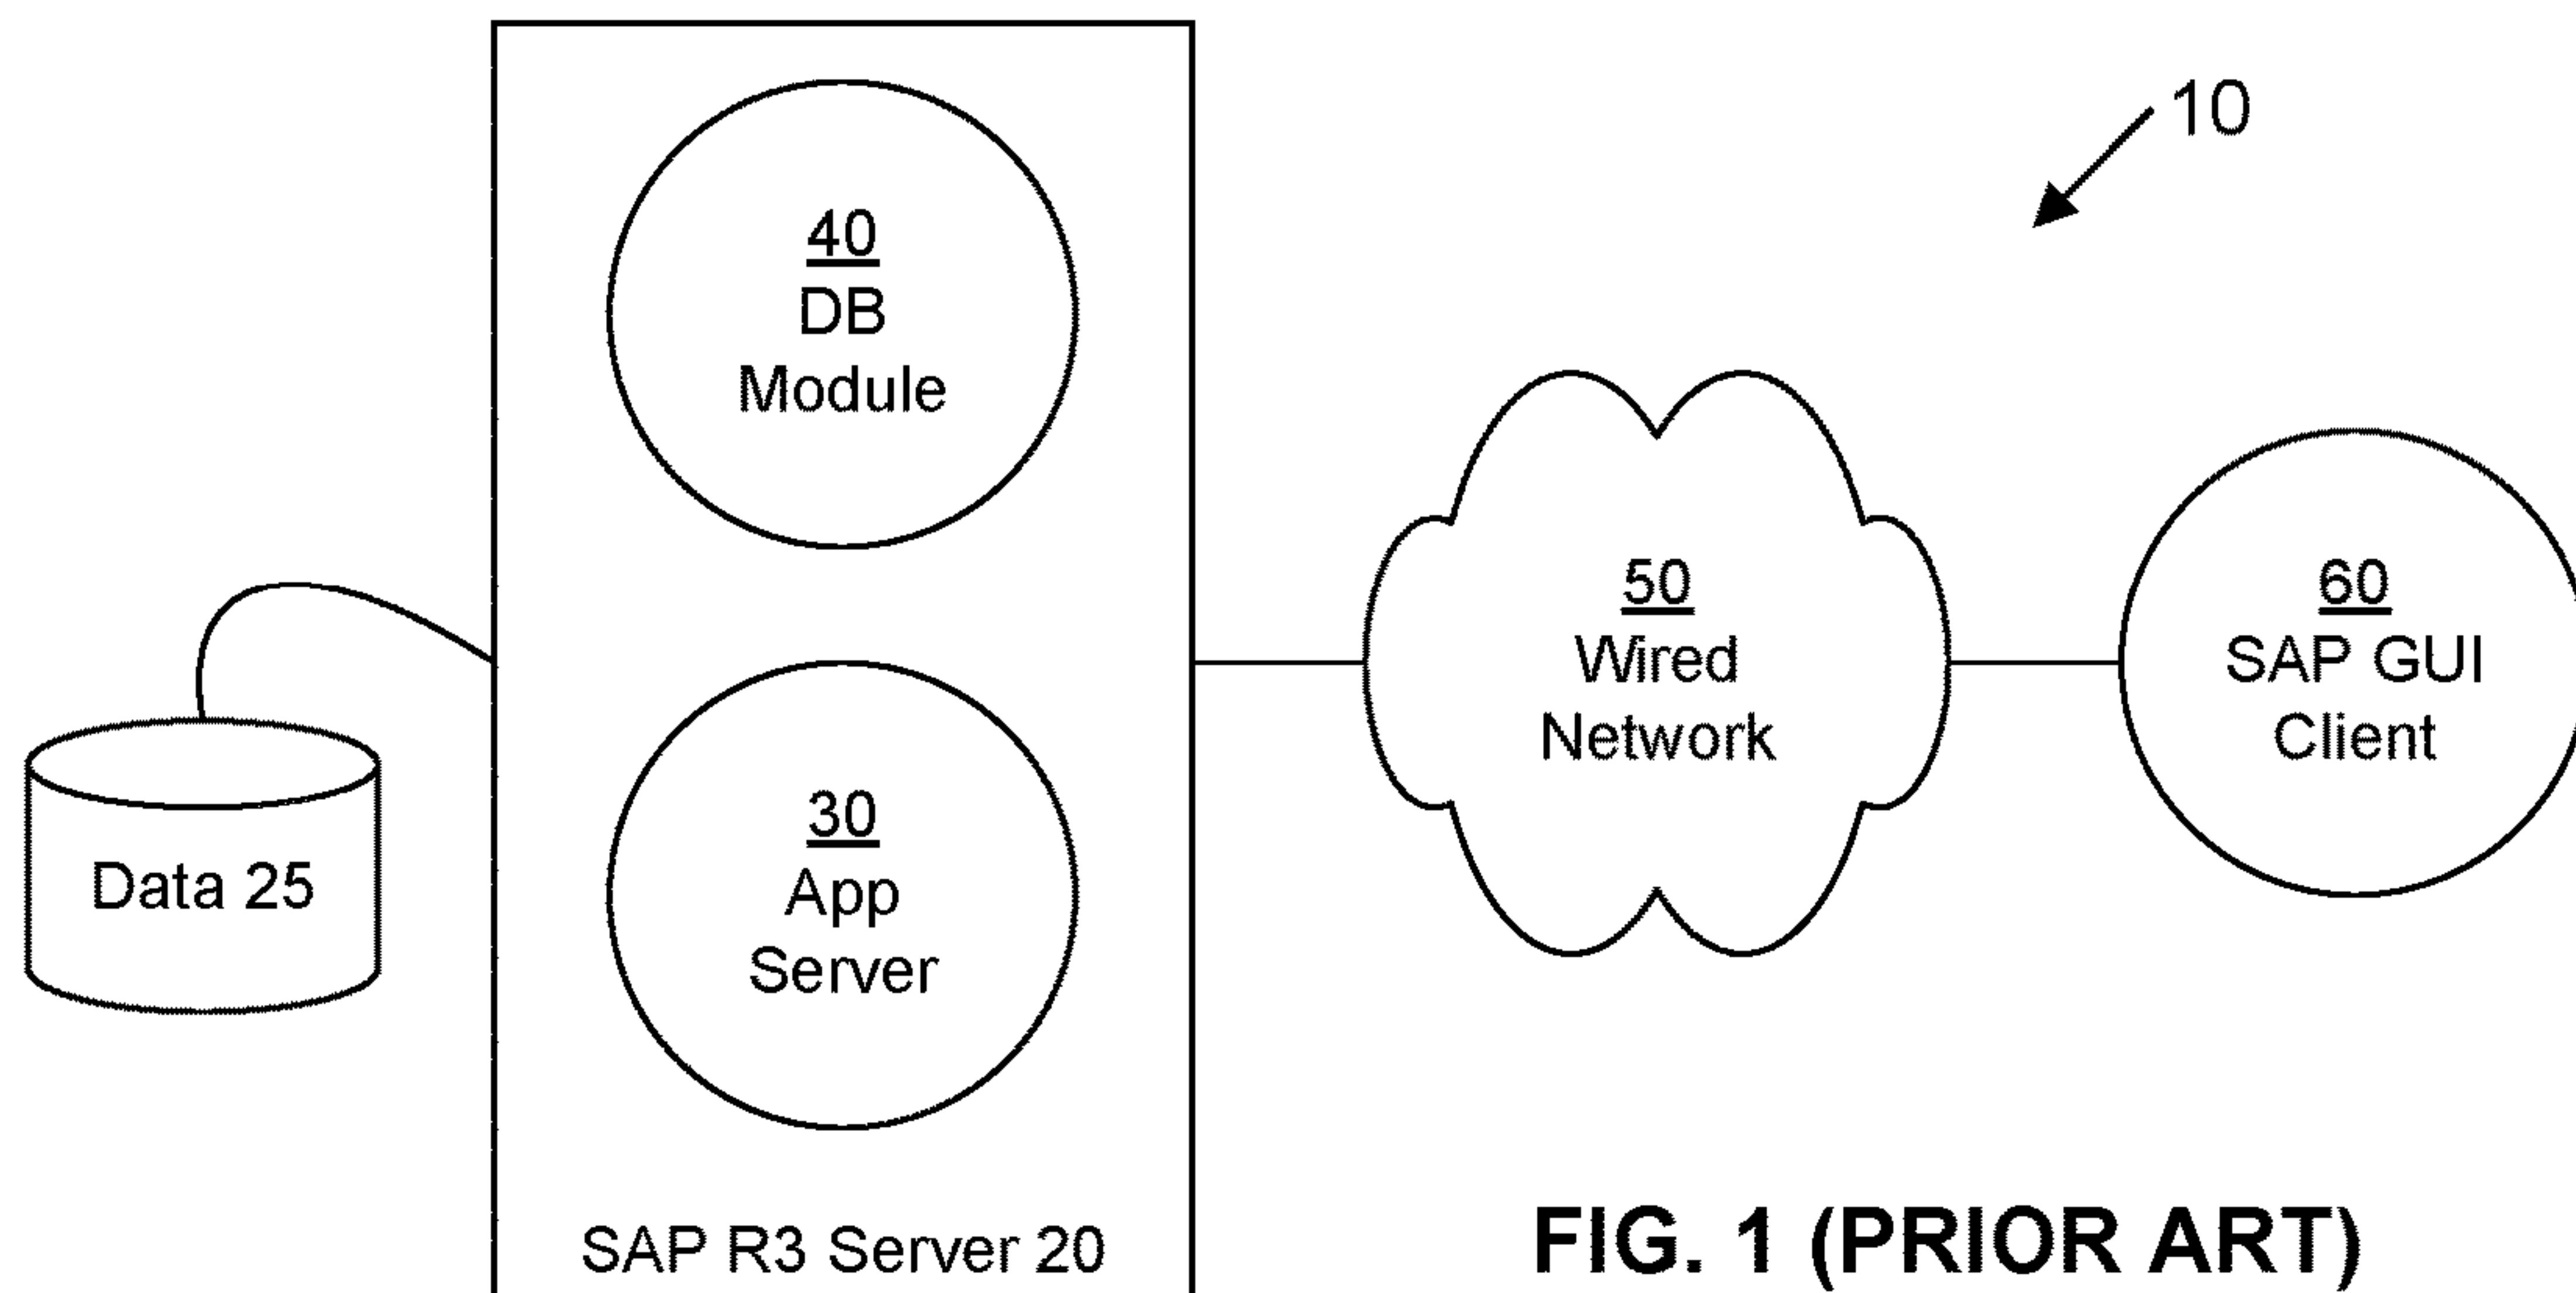 10
40
DB
Module
50
Wired
Network
60
SAP GUI
Client
Data 25
30
App
Server
SAP R3 Server 20
FIG. 1 (PRIOR ART)